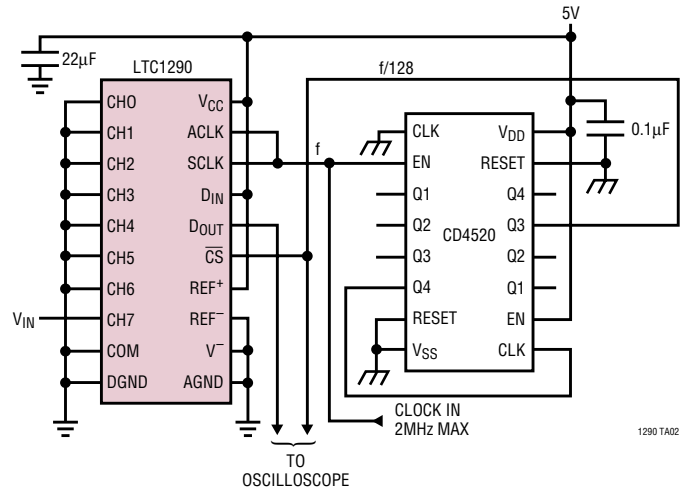 5V
22µF
LTC1290
f/128
CH0
CH1
CH2
CH3
CH4
CH5
CH6
CH7
COM
DGND
VCC
ACLK
SCLK
DIN
DOUT
CS
REF+
REF–
V–
AGND
VIN
f
CLK
EN
Q1
Q2
Q3
Q4
RESET
VSS
CD4520
VDD
RESET
Q4
Q3
Q2
Q1
EN
CLK
0.1µF
CLOCK IN
2MHz MAX
TO
OSCILLOSCOPE
1290 TA02